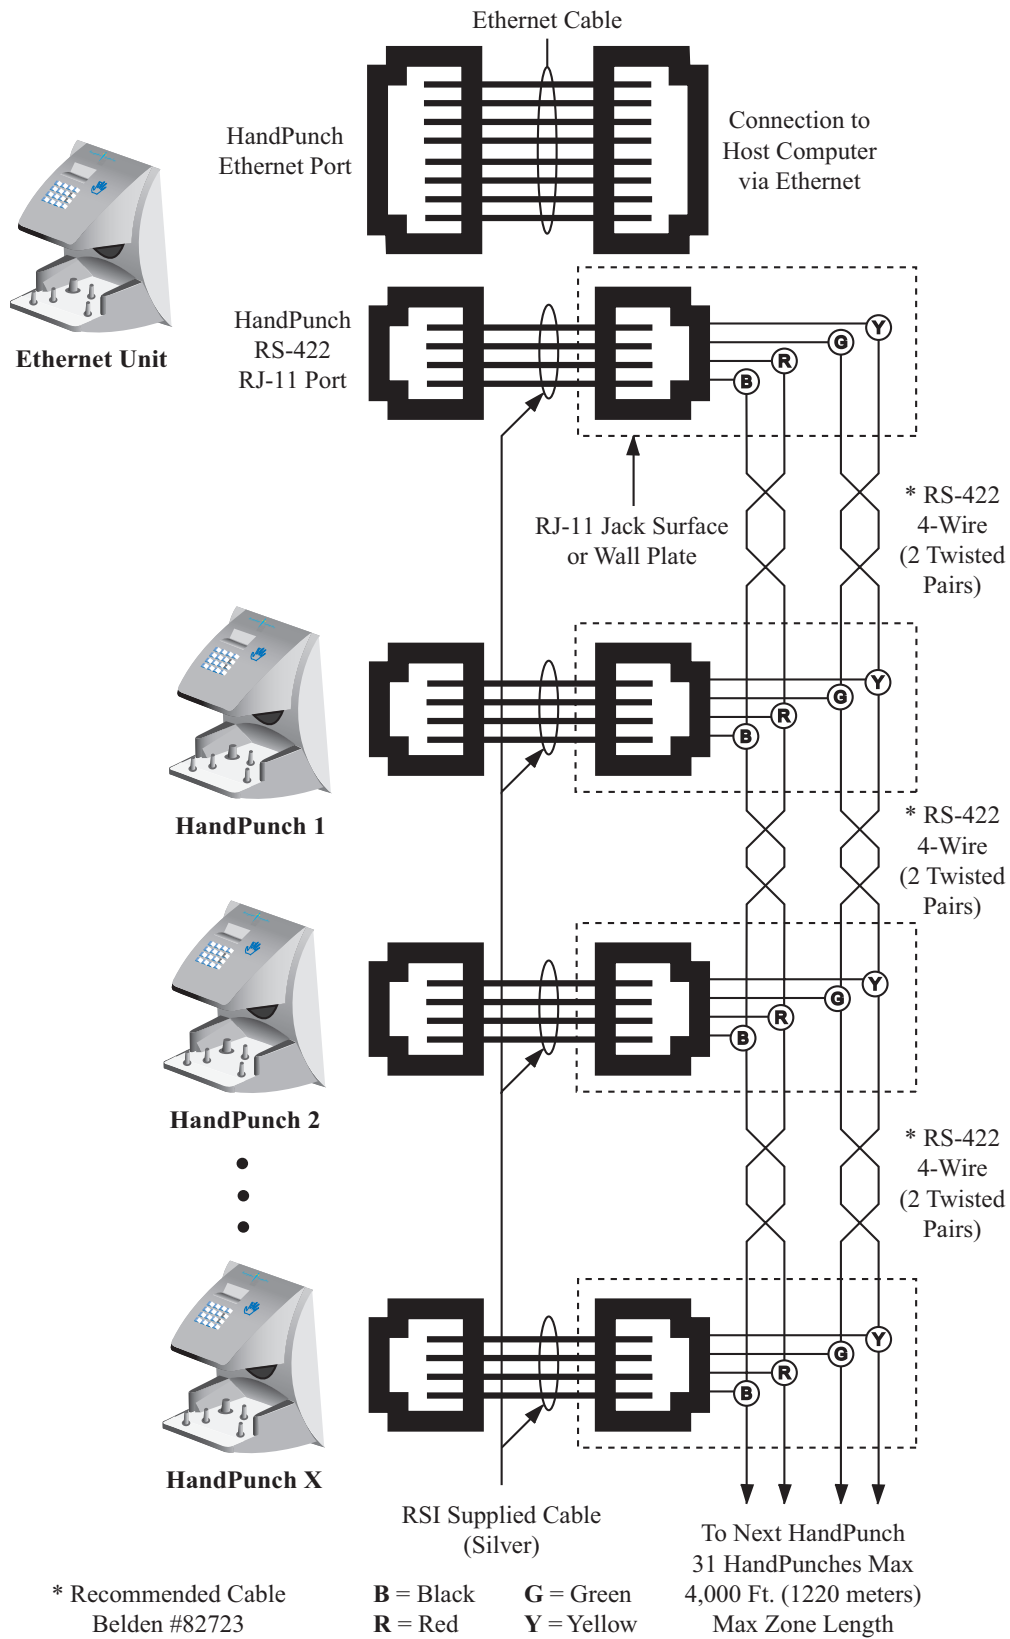 Ethernet Cable
HandPunch
Ethernet Port
Connection to
Host Computer
via Ethernet
Ethernet Unit
HandPunch
RS-422
RJ-11 Port
Y
G
R
B
RJ-11 Jack Surface
or Wall Plate
* RS-422
4-Wire
(2 Twisted
Pairs)
HandPunch 1
Y
G
R
B
* RS-422
4-Wire
(2 Twisted
Pairs)
HandPunch 2
Y
G
R
B
* RS-422
4-Wire
(2 Twisted
Pairs)
HandPunch X
Y
G
R
B
RSI Supplied Cable
(Silver)
To Next HandPunch
31 HandPunches Max
4,000 Ft. (1220 meters)
Max Zone Length
* Recommended Cable
Belden #82723
B = Black
G = Green
R = Red
Y = Yellow